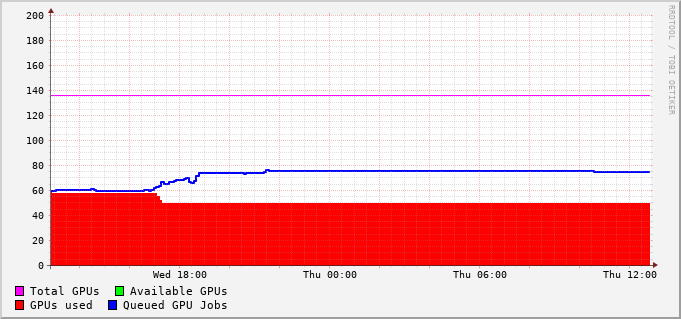 RRDTOOL / TOBI OETIKER
200
180
160
140
120
100
80
60
40
20
0
Wed 18:00 Thu 00:00 Thu 06:00 Thu 12:00
Total GPUs Available GPUs
GPUs used Queued GPU Jobs